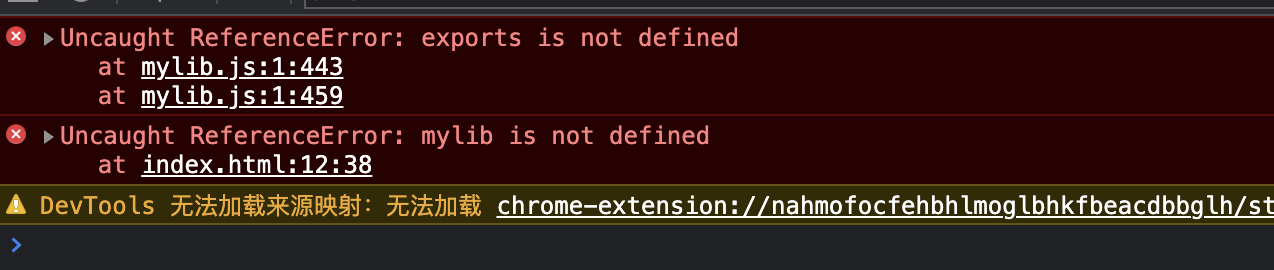 Uncaught ReferenceError: exports is not defined
at mylib.js:1:443
at mylib.js:1:459
Uncaught ReferenceError: mylib is not defined
at index.html:12:38
DevTools 无法加载来源映射：无法加载 chrome-extension://nahmofocfehbhlmoglbhkfbeacdbbglh/st